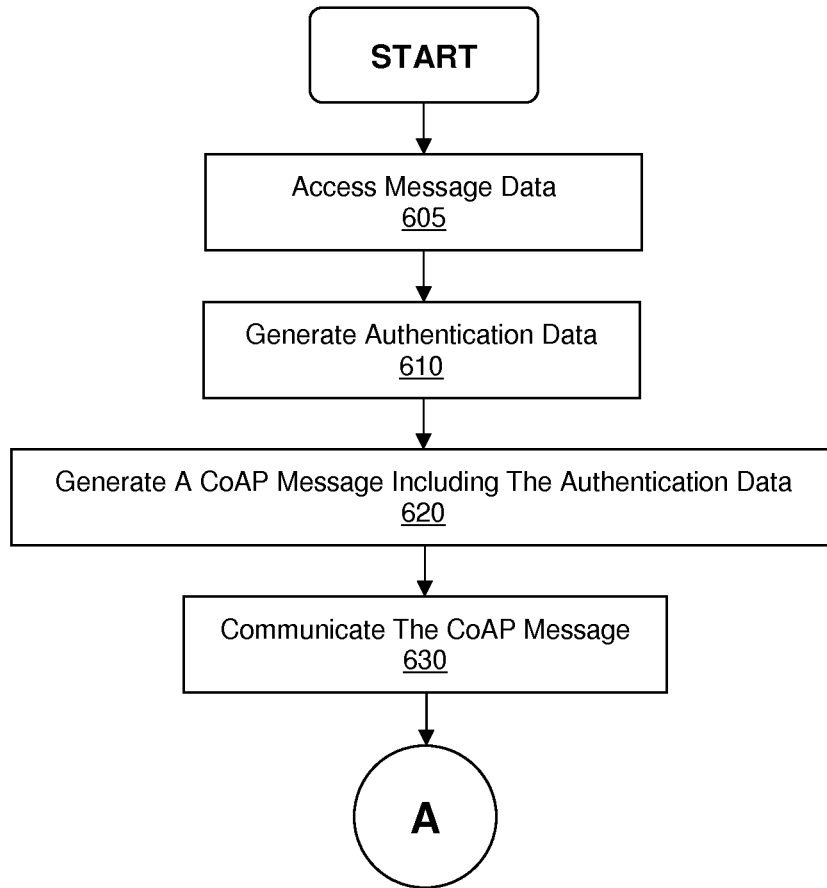 START
Access Message Data
605
Generate Authentication Data
610
Generate A CoAP Message Including The Authentication Data
620
Communicate The CoAP Message
630
A